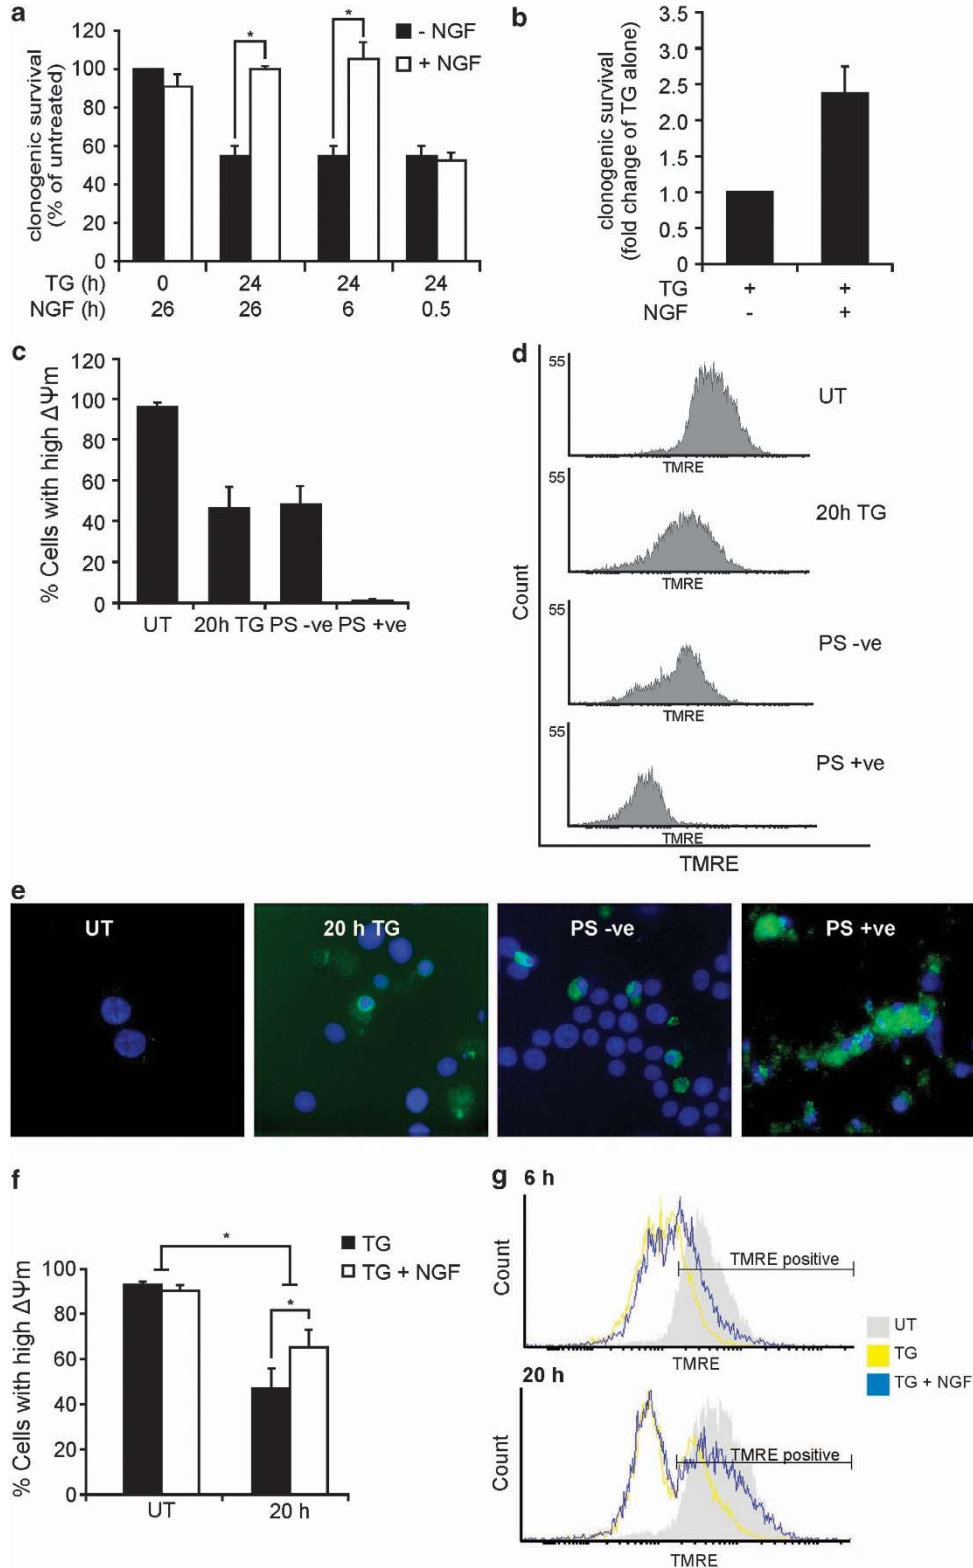 a
clonogenic survival
(% of untreated)
120
100
80
60
40
20
0
*
*
- NGF
+ NGF
TG (h) 0 24 24 24
NGF (h) 26 26 6 0.5
b
clonogenic survival
(fold change of TG alone)
3.5
3.0
2.5
2.0
1.5
1.0
0.5
0
TG + +
NGF - +
c
% Cells with high ΔΨm
120
100
80
60
40
20
0
UT 20h TG PS -ve PS +ve
d
Count
55
TMRE
UT
55
TMRE
20h TG
55
TMRE
PS -ve
55
TMRE
PS +ve
TMRE
e
UT
20 h TG
PS -ve
PS +ve
f
% Cells with high ΔΨm
100
80
60
40
20
0
*
*
TG
TG + NGF
UT 20 h
g
6 h
Count
TMRE positive
TMRE
20 h
Count
TMRE positive
TMRE
UT
TG
TG + NGF